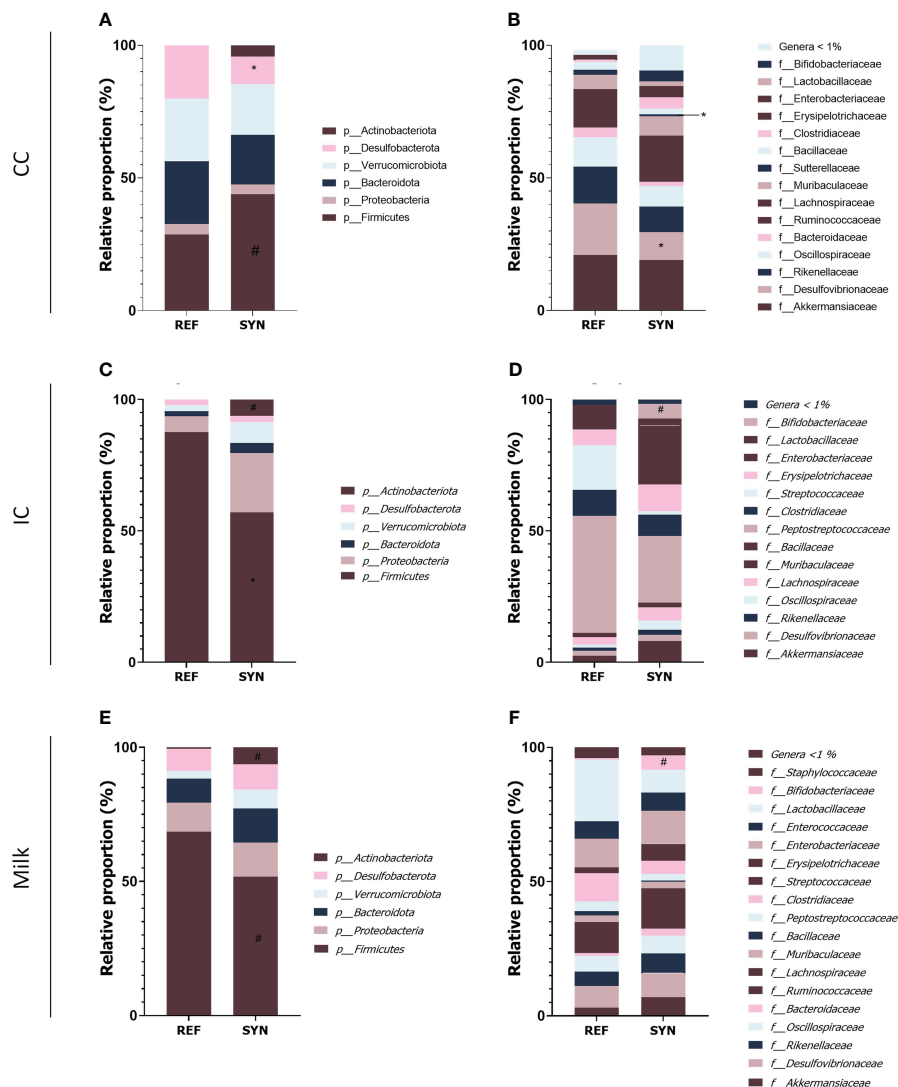 A
B
CC
Relative proportion (%)
100
50
0
*
#
REF
SYN
p__Actinobacteriota
p__Desulfobacterota
p__Verrucomicrobiota
p__Bacteroidota
p__Proteobacteria
p__Firmicutes
Relative proportion (%)
100
50
0
*
*
REF
SYN
Genera < 1%
f__Bifidobacteriaceae
f__Lactobacillaceae
f__Enterobacteriaceae
f__Erysipelotrichaceae
f__Clostridiaceae
f__Bacillaceae
f__Sutterellaceae
f__Muribaculaceae
f__Lachnospiraceae
f__Ruminococcaceae
f__Bacteroidaceae
f__Oscillospiraceae
f__Rikenellaceae
f__Desulfovibrionaceae
f__Akkermansiaceae
C
D
IC
Relative proportion (%)
100
50
0
#
*
REF
SYN
p__Actinobacteriota
p__Desulfobacterota
p__Verrucomicrobiota
p__Bacteroidota
p__Proteobacteria
p__Firmicutes
Relative proportion (%)
100
50
0
#
REF
SYN
Genera < 1%
f__Bifidobacteriaceae
f__Lactobacillaceae
f__Enterobacteriaceae
f__Erysipelotrichaceae
f__Streptococcaceae
f__Clostridiaceae
f__Peptostreptococcaceae
f__Bacillaceae
f__Muribaculaceae
f__Lachnospiraceae
f__Oscillospiraceae
f__Rikenellaceae
f__Desulfovibrionaceae
f__Akkermansiaceae
E
F
Milk
Relative proportion (%)
100
50
0
#
#
REF
SYN
p__Actinobacteriota
p__Desulfobacterota
p__Verrucomicrobiota
p__Bacteroidota
p__Proteobacteria
p__Firmicutes
Relative proportion (%)
100
50
0
#
REF
SYN
Genera <1 %
f__Staphylococcaceae
f__Bifidobacteriaceae
f__Lactobacillaceae
f__Enterococcaceae
f__Enterobacteriaceae
f__Erysipelotrichaceae
f__Streptococcaceae
f__Clostridiaceae
f__Peptostreptococcaceae
f__Bacillaceae
f__Muribaculaceae
f__Lachnospiraceae
f__Ruminococcaceae
f__Bacteroidaceae
f__Oscillospiraceae
f__Rikenellaceae
f__Desulfovibrionaceae
f__Akkermansiaceae